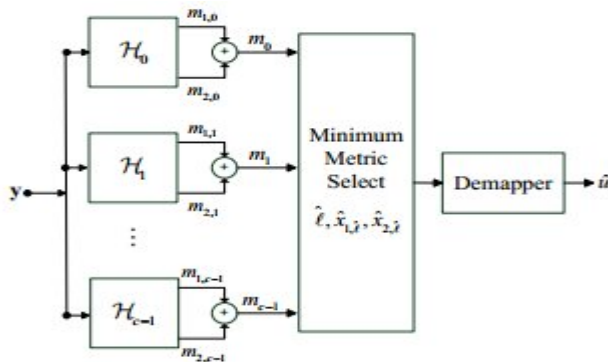 m₁,₀
ℋ₀ + m₀
m₂,₀
m₁,₁
ℋ₁ + m₁
m₂,₁
y
Minimum
Metric
Select
ℓ̂, x̂₁,ℓ̂, x̂₂,ℓ̂
Demapper
û
⋮
m₁,c−1
ℋc−1 + mc−1
m₂,c−1